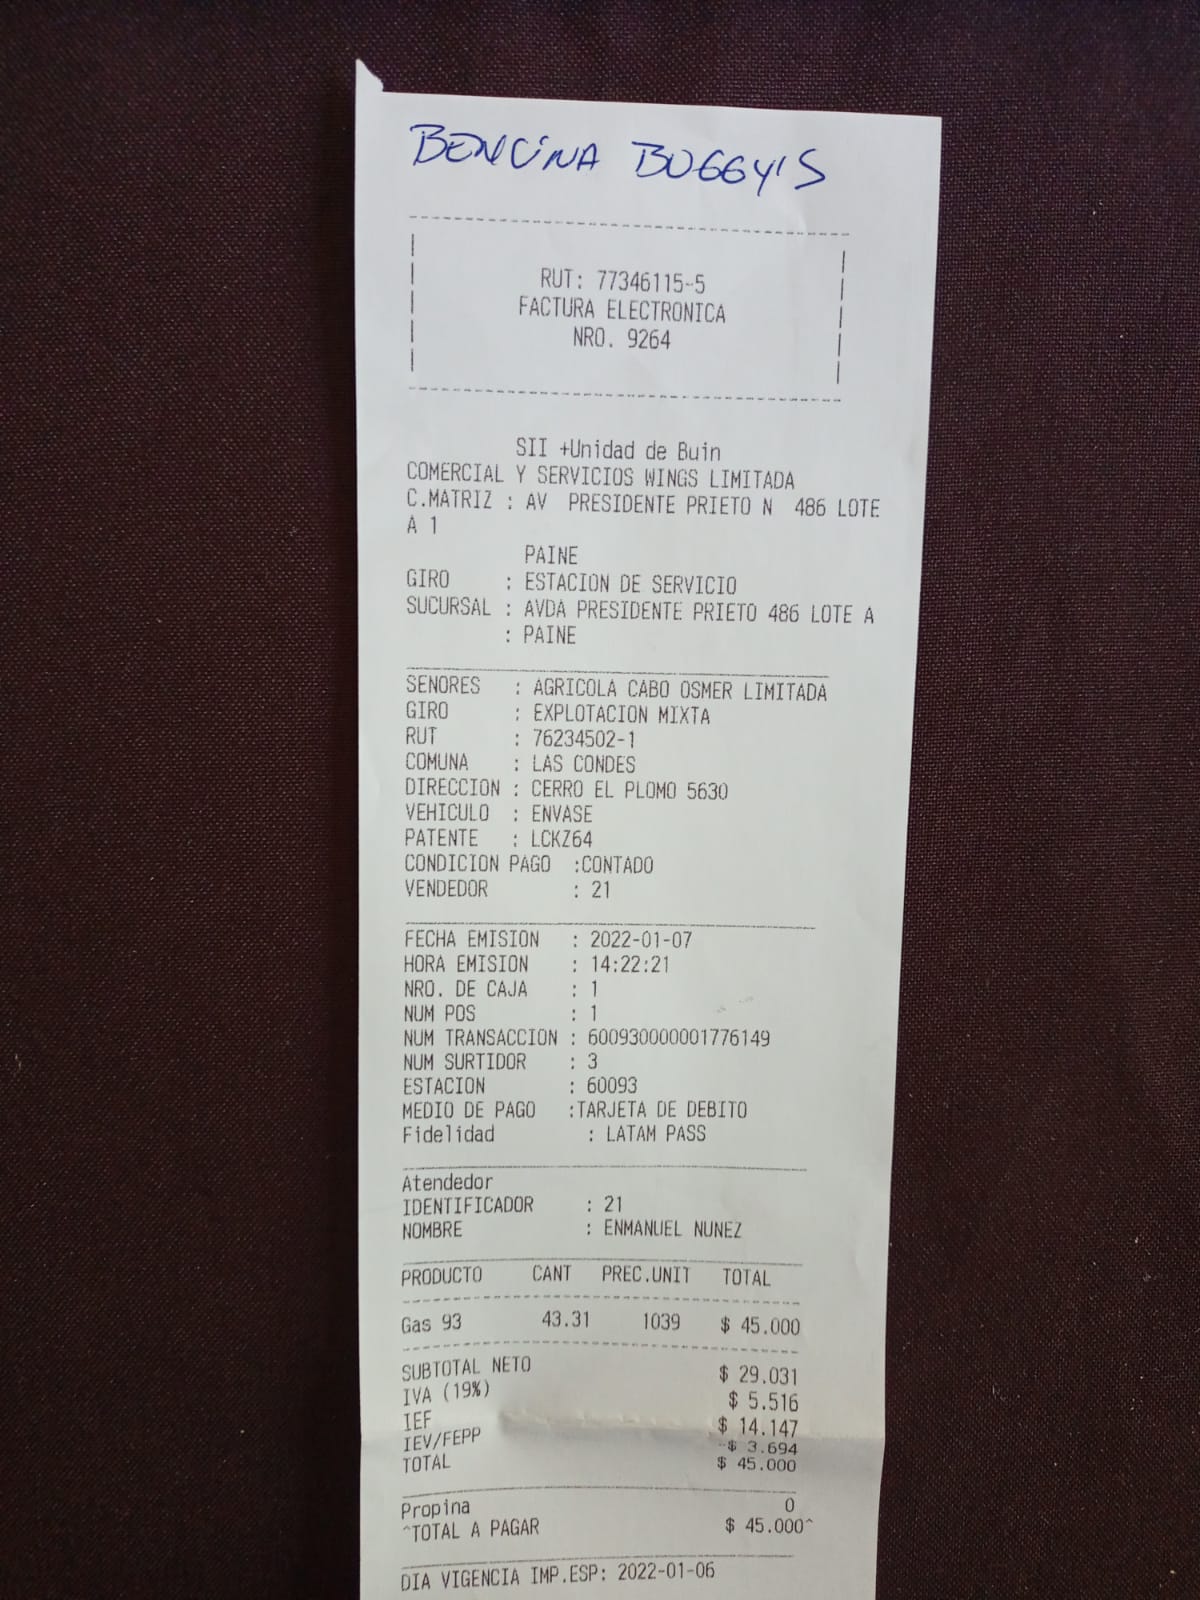 BENCINA BUGGY'S
RUT: 77346115-5
FACTURA ELECTRONICA
NRO. 9264
SII +Unidad de Buin
COMERCIAL Y SERVICIOS WINGS LIMITADA
C.MATRIZ : AV PRESIDENTE PRIETO N 486 LOTE
A 1
PAINE
GIRO : ESTACION DE SERVICIO
SUCURSAL : AVDA PRESIDENTE PRIETO 486 LOTE A
: PAINE
SENORES : AGRICOLA CABO OSMER LIMITADA
GIRO : EXPLOTACION MIXTA
RUT : 76234502-1
COMUNA : LAS CONDES
DIRECCION : CERRO EL PLOMO 5630
VEHICULO : ENVASE
PATENTE : LCKZ64
CONDICION PAGO :CONTADO
VENDEDOR : 21
FECHA EMISION : 2022-01-07
HORA EMISION : 14:22:21
NRO. DE CAJA : 1
NUM POS : 1
NUM TRANSACCION : 600930000001776149
NUM SURTIDOR : 3
ESTACION : 60093
MEDIO DE PAGO :TARJETA DE DEBITO
Fidelidad : LATAM PASS
Atendedor
IDENTIFICADOR : 21
NOMBRE : ENMANUEL NUNEZ
PRODUCTO CANT PREC.UNIT TOTAL
Gas 93 43.31 1039 $ 45.000
SUBTOTAL NETO $ 29.031
IVA (19%) $ 5.516
IEF $ 14.147
IEV/FEPP -$ 3.694
TOTAL $ 45.000
Propina 0
^TOTAL A PAGAR $ 45.000^
DIA VIGENCIA IMP.ESP: 2022-01-06